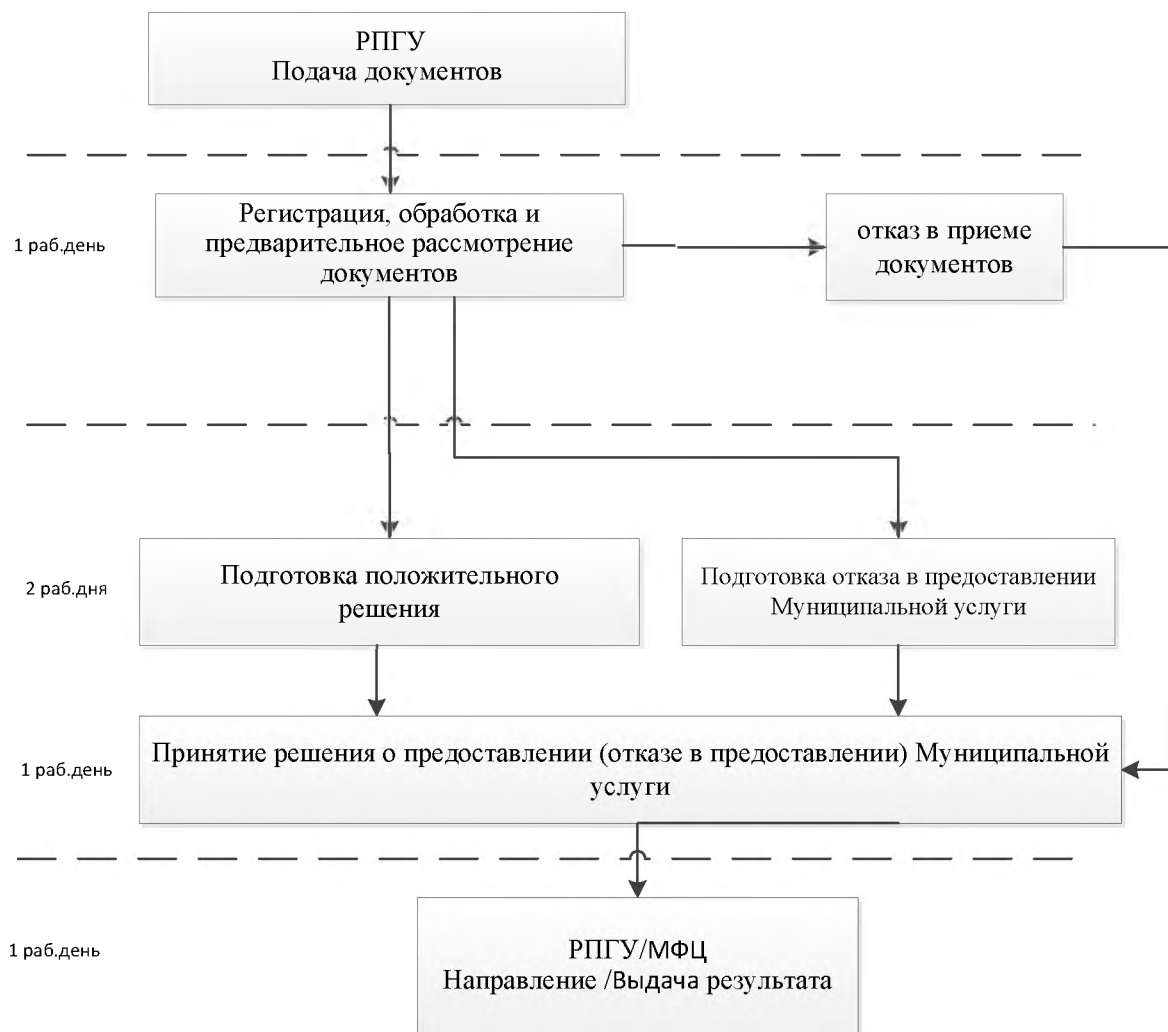 РПГУ
Подача документов
1 раб.день
Регистрация, обработка и
предварительное рассмотрение
документов
отказ в приеме
документов
2 раб.дня
Подготовка положительного
решения
Подготовка отказа в предоставлении
Муниципальной услуги
1 раб.день
Принятие решения о предоставлении (отказе в предоставлении) Муниципальной
услуги
1 раб.день
РПГУ/МФЦ
Направление /Выдача результата